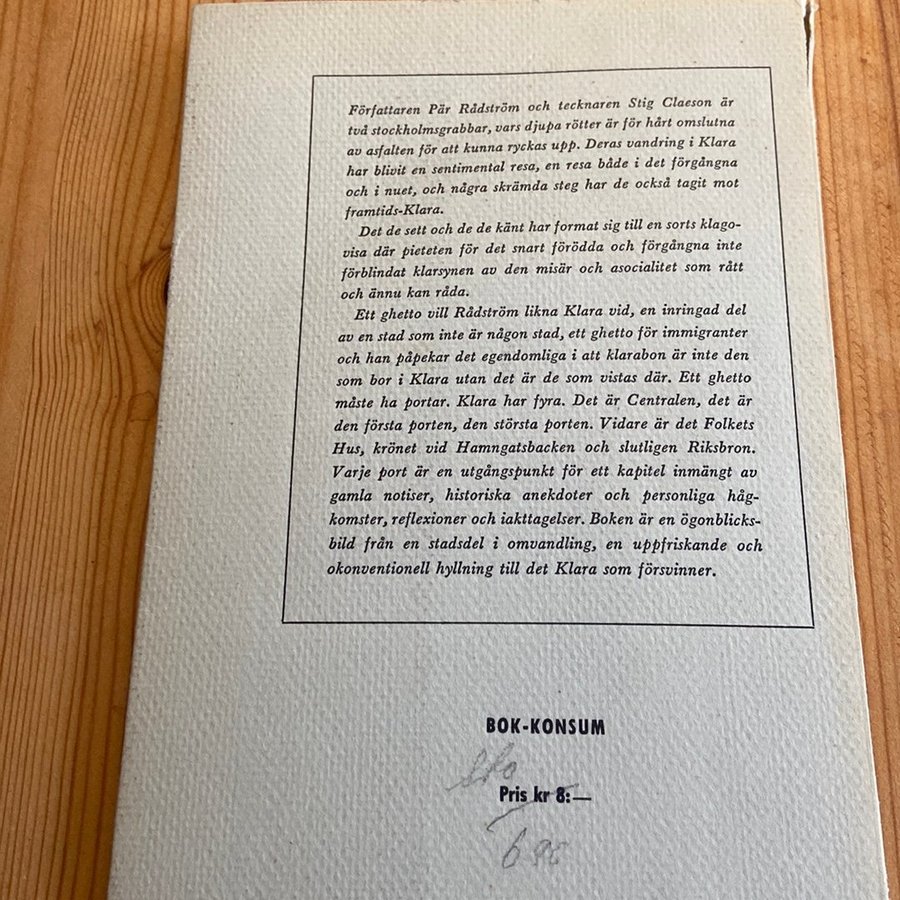 Författaren Pär Rådström och tecknaren Stig Claeson är
två stockholmsgrabbar, vars djupa rötter är för hårt omslutna
av asfalten för att kunna ryckas upp. Deras vandring i Klara
har blivit en sentimental resa, en resa både i det förgångna
och i nuet, och några skrämda steg har de också tagit mot
framtids-Klara.
Det de sett och de de känt har format sig till en sorts klago-
visa där pieteten för det snart förödda och förgångna inte
förblindat klarsynen av den misär och asocialitet som rått
och ännu kan råda.
Ett ghetto vill Rådström likna Klara vid, en inringad del
av en stad som inte är någon stad, ett ghetto för immigranter
och han påpekar det egendomliga i att klarabon är inte den
som bor i Klara utan det är de som vistas där. Ett ghetto
måste ha portar. Klara har fyra. Det är Centralen, det är
den första porten, den största porten. Vidare är det Folkets
Hus, krönet vid Hamngatsbacken och slutligen Riksbron.
Varje port är en utgångspunkt för ett kapitel inmängt av
gamla notiser, historiska anekdoter och personliga håg-
komster, reflexioner och iakttagelser. Boken är en ögonblicks-
bild från en stadsdel i omvandling, en uppfriskande och
okonventionell hyllning till det Klara som försvinner.
BOK-KONSUM
Pris kr 8:—